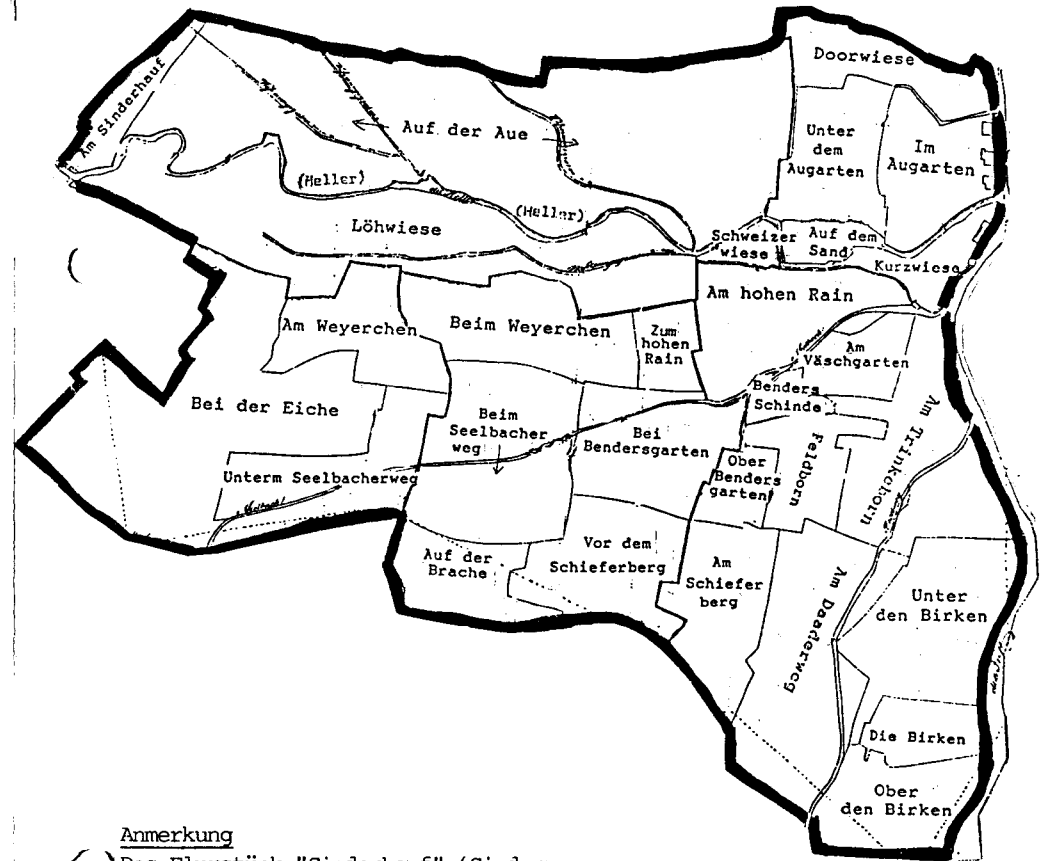 Doorwiese
Am Sinderhauf
Auf der Aue
Unter
dem
Augarten
Im
Augarten
(Heller)
(Heller)
Löhwiese
Schweizer
wiese
Auf dem
Sand
Kurzwiese
Am hohen Rain
Am Weyerchen
Beim Weyerchen
Zum
hohen
Rain
Am
Väschgarten
Benders
Schinde
Bei der Eiche
Beim
Seelbacher
weg
Bei
Bendersgarten
Am Trinkeborn
Feldborn
Ober
Benders
garten
Unterm Seelbacherweg
Auf der
Brache
Vor dem
Schieferberg
Am
Schiefer
berg
Am Daaderweg
Unter
den Birken
Die Birken
Ober
den Birken
Anmerkung